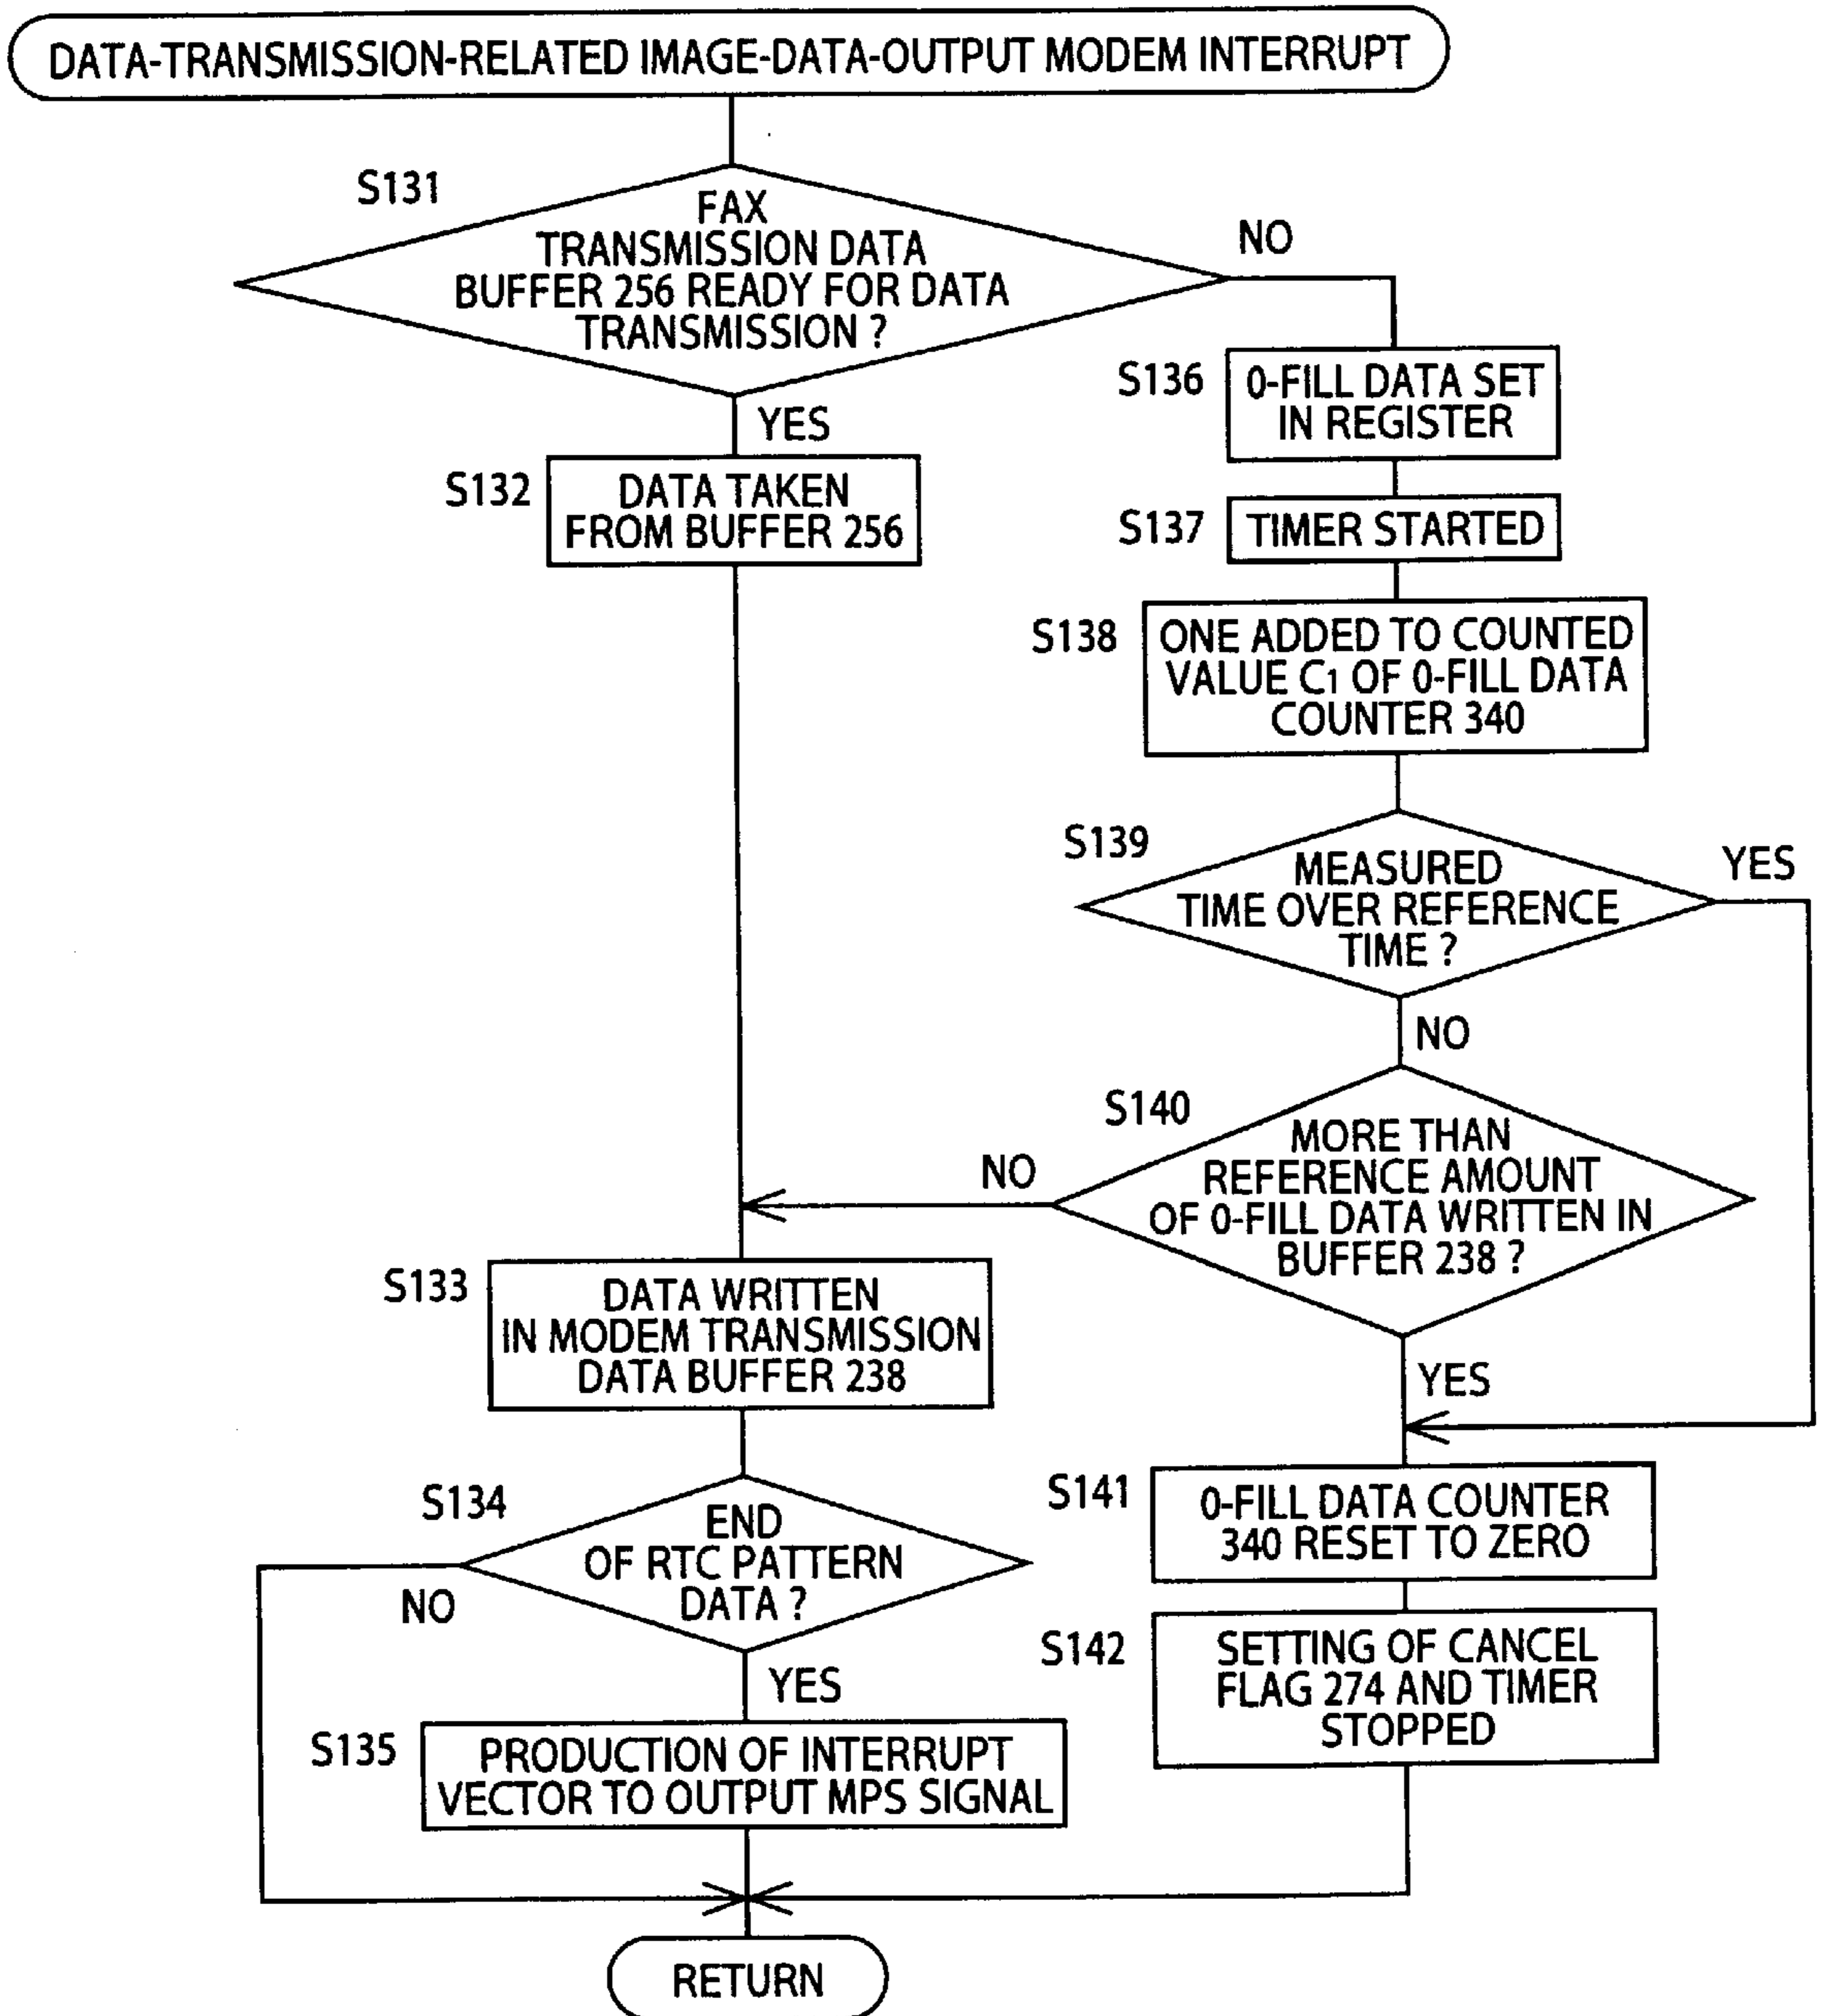 DATA-TRANSMISSION-RELATED IMAGE-DATA-OUTPUT MODEM INTERRUPT
S131
FAX
TRANSMISSION DATA
BUFFER 256 READY FOR DATA
TRANSMISSION ?
NO
YES
S132
DATA TAKEN
FROM BUFFER 256
S136
0-FILL DATA SET
IN REGISTER
S137
TIMER STARTED
S138
ONE ADDED TO COUNTED
VALUE C1 OF 0-FILL DATA
COUNTER 340
S139
MEASURED
TIME OVER REFERENCE
TIME ?
YES
NO
S140
MORE THAN
REFERENCE AMOUNT
OF 0-FILL DATA WRITTEN IN
BUFFER 238 ?
NO
YES
S133
DATA WRITTEN
IN MODEM TRANSMISSION
DATA BUFFER 238
S134
END
OF RTC PATTERN
DATA ?
NO
YES
S135
PRODUCTION OF INTERRUPT
VECTOR TO OUTPUT MPS SIGNAL
S141
0-FILL DATA COUNTER
340 RESET TO ZERO
S142
SETTING OF CANCEL
FLAG 274 AND TIMER
STOPPED
RETURN